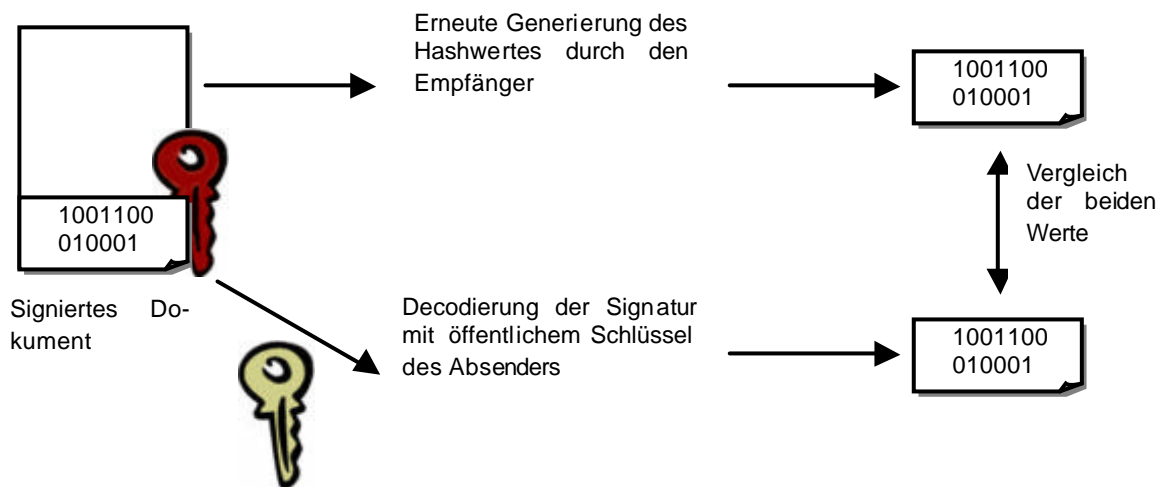 Erneute Generierung des
Hashwertes durch den
Empfänger
1001100
010001
1001100
010001
Vergleich
der beiden
Werte
Signiertes Do-
kument
Decodierung der Signatur
mit öffentlichem Schlüssel
des Absenders
1001100
010001